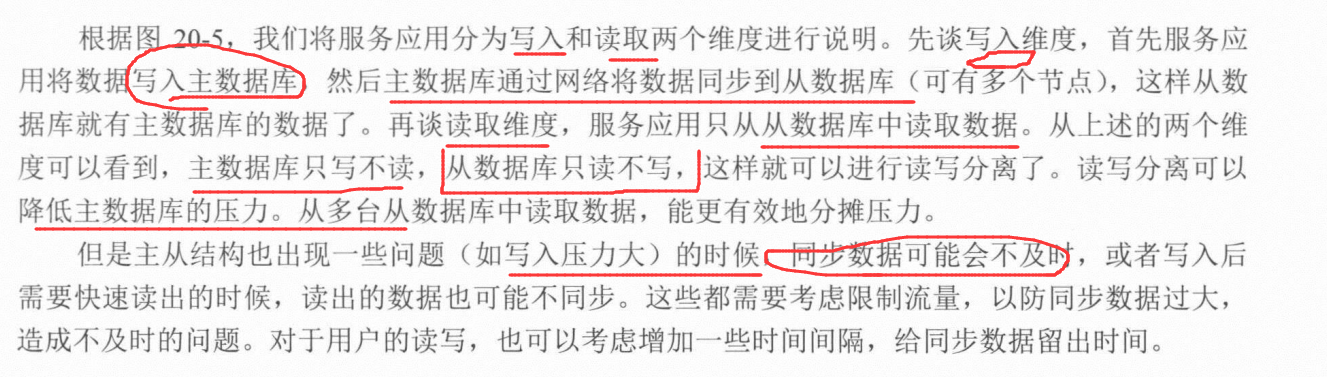 根据图 20-5，我们将服务应用分为写入和读取两个维度进行说明。先谈写入维度，首先服务应
用将数据写入主数据库 然后主数据库通过网络将数据同步到从数据库（可有多个节点），这样从数
据库就有主数据库的数据了。再谈读取维度，服务应用只从从数据库中读取数据。从上述的两个维
度可以看到，主数据库只写不读，从数据库只读不写，这样就可以进行读写分离了。读写分离可以
降低主数据库的压力。从多台从数据库中读取数据，能更有效地分摊压力。
但是主从结构也出现一些问题（如写入压力大）的时候 同步数据可能会不及时，或者写入后
需要快速读出的时候，读出的数据也可能不同步。这些都需要考虑限制流量，以防同步数据过大，
造成不及时的问题。对于用户的读写，也可以考虑增加一些时间间隔，给同步数据留出时间。